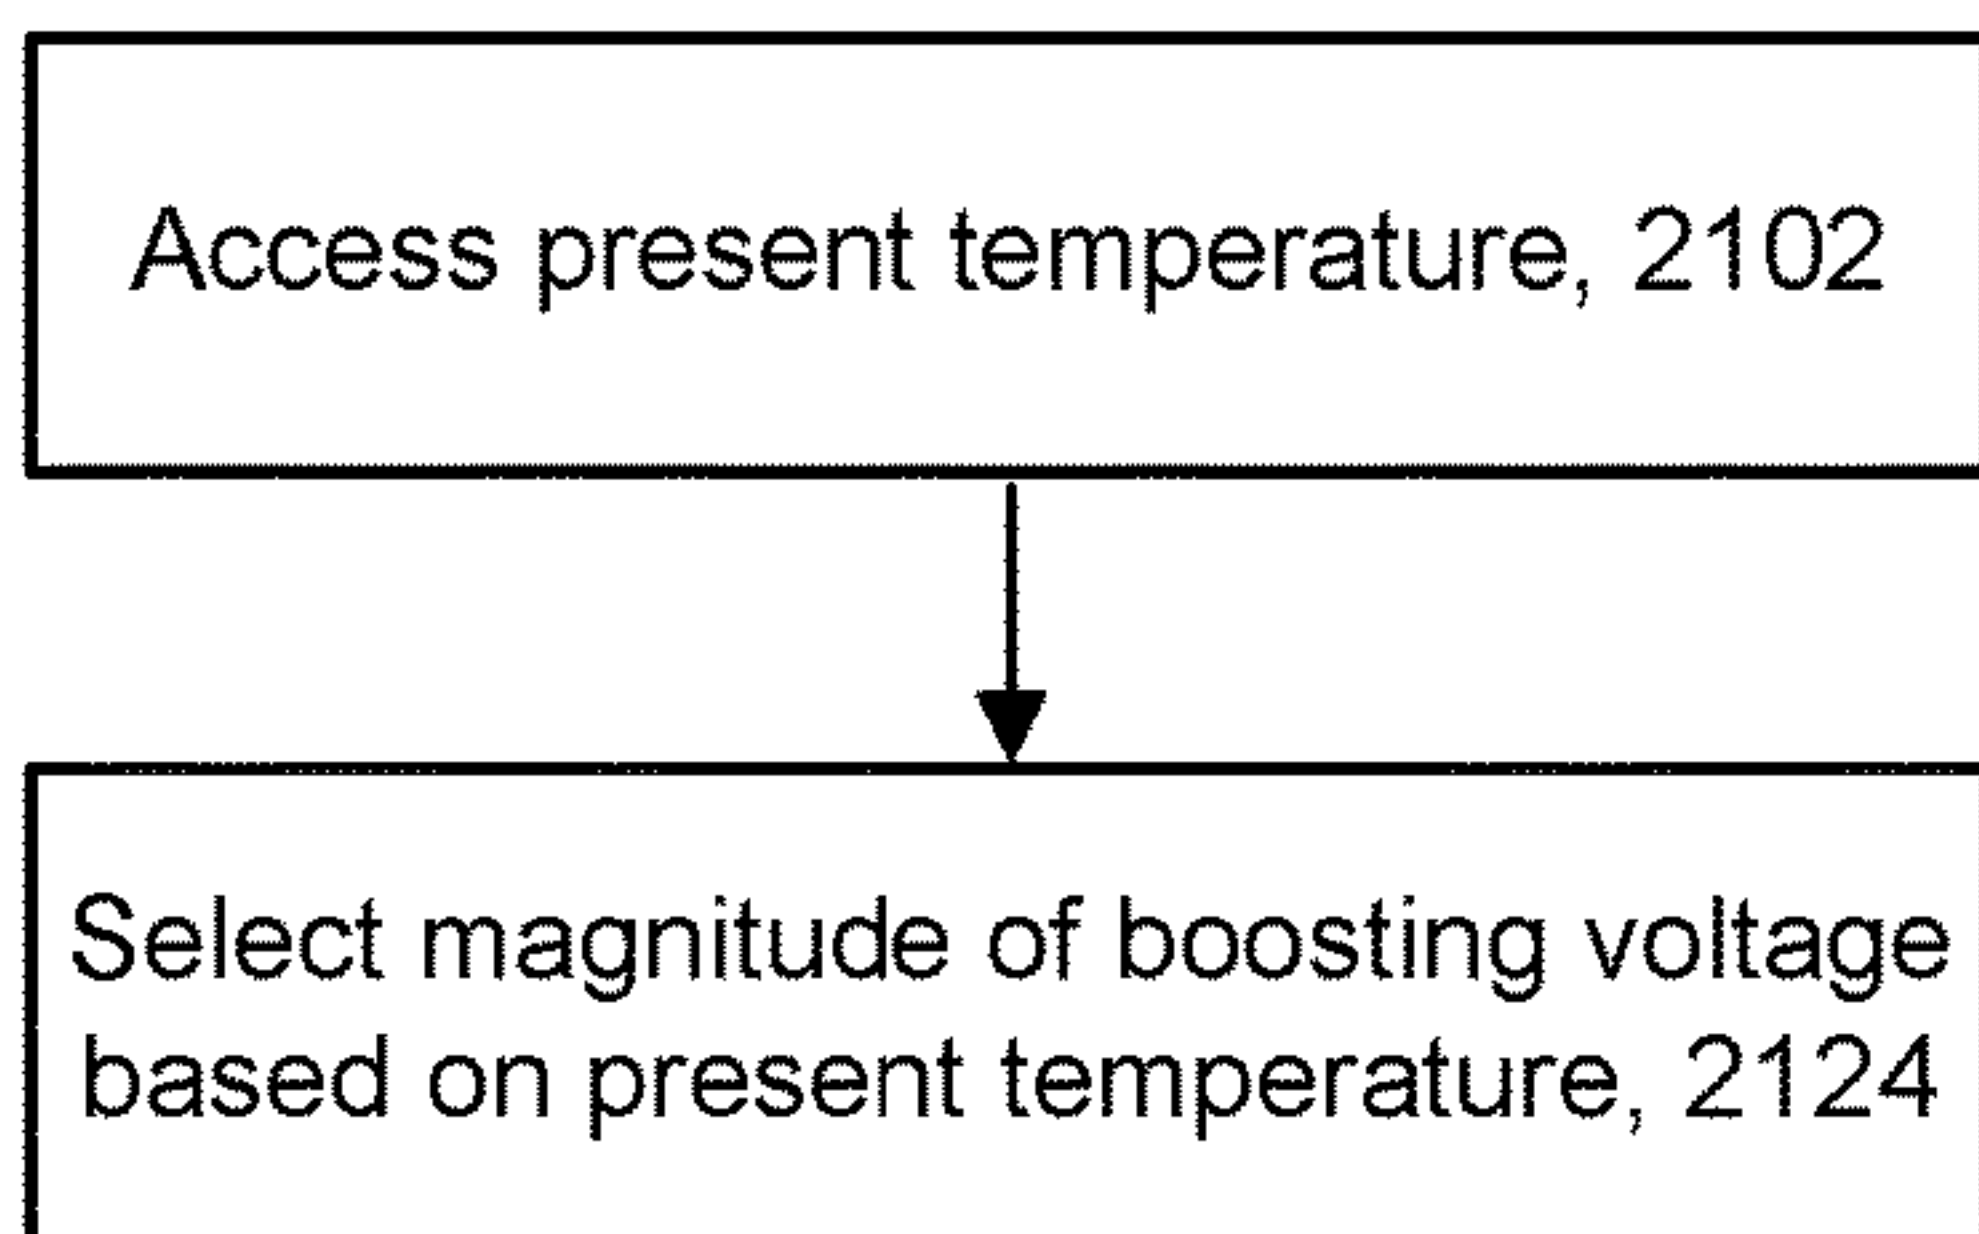 Access present temperature, 2102
Select magnitude of boosting voltage
based on present temperature, 2124